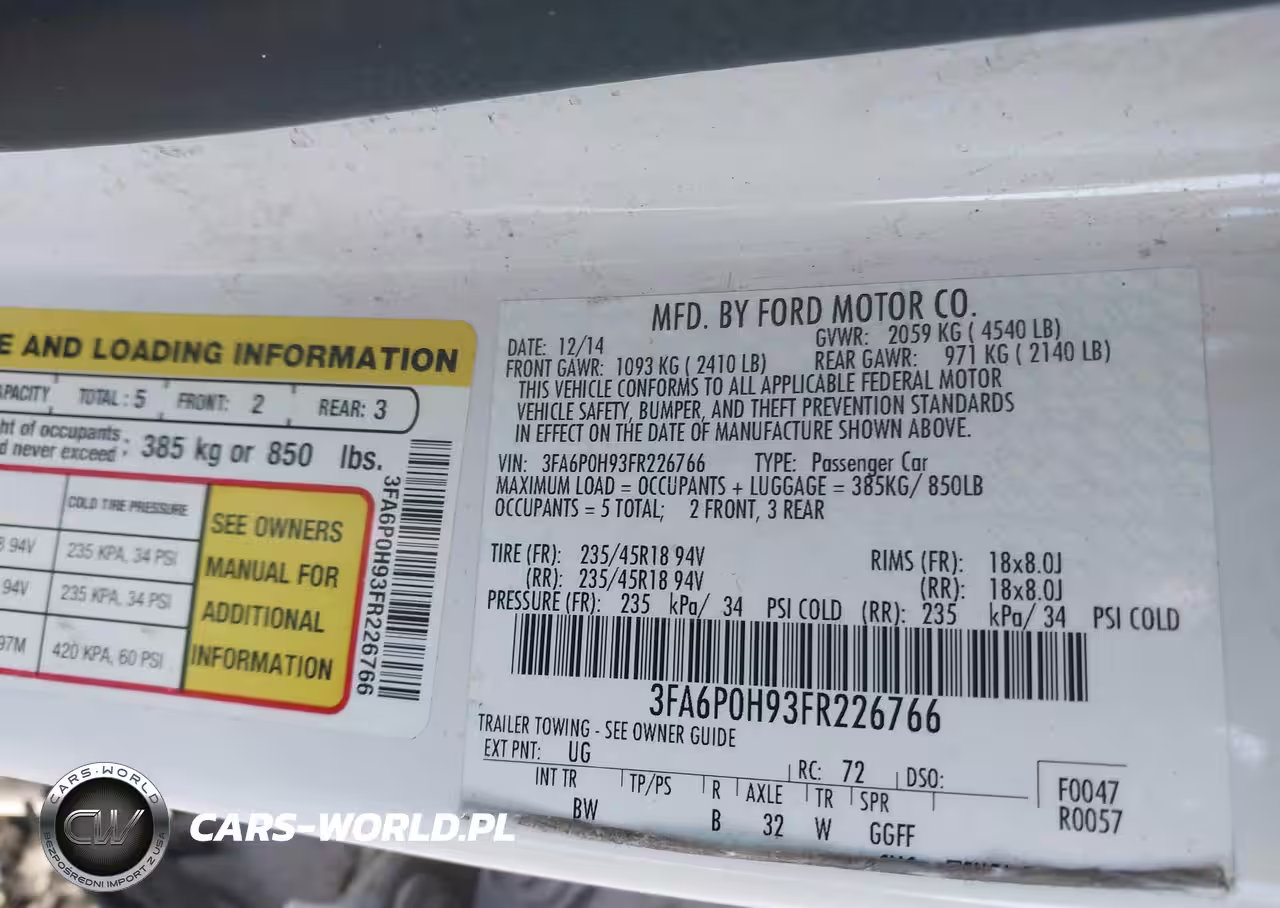 E AND LOADING INFORMATION
TOTAL : 5 FRONT: 2 REAR: 3
385 kg or 850 lbs.
of occupants
never exceed :
COLD TIRE PRESSURE
94V 235 KPA, 34 PSI
94V 235 KPA, 34 PSI
97M 420 KPA, 60 PSI
SEE OWNERS
MANUAL FOR
ADDITIONAL
INFORMATION
3FA6P0H93FR226766
MFD. BY FORD MOTOR CO.
DATE: 12/14 GVWR: 2059 KG ( 4540 LB)
FRONT GAWR: 1093 KG ( 2410 LB) REAR GAWR: 971 KG ( 2140 LB)
THIS VEHICLE CONFORMS TO ALL APPLICABLE FEDERAL MOTOR
VEHICLE SAFETY, BUMPER, AND THEFT PREVENTION STANDARDS
IN EFFECT ON THE DATE OF MANUFACTURE SHOWN ABOVE.
VIN: 3FA6P0H93FR226766 TYPE: Passenger Car
MAXIMUM LOAD = OCCUPANTS + LUGGAGE = 385KG/ 850LB
OCCUPANTS = 5 TOTAL; 2 FRONT, 3 REAR
TIRE (FR): 235/45R18 94V RIMS (FR): 18x8.0J
(RR): 235/45R18 94V (RR): 18x8.0J
PRESSURE (FR): 235 kPa/ 34 PSI COLD (RR): 235 kPa/ 34 PSI COLD
3FA6P0H93FR226766
TRAILER TOWING - SEE OWNER GUIDE
EXT PNT: UG RC: 72 DSO:
INT TR TP/PS R AXLE TR SPR
BW B 32 W GGFF
F0047
R0057
CARS-WORLD
CW
BEZPOŚREDNI IMPORT Z USA
CARS-WORLD.PL